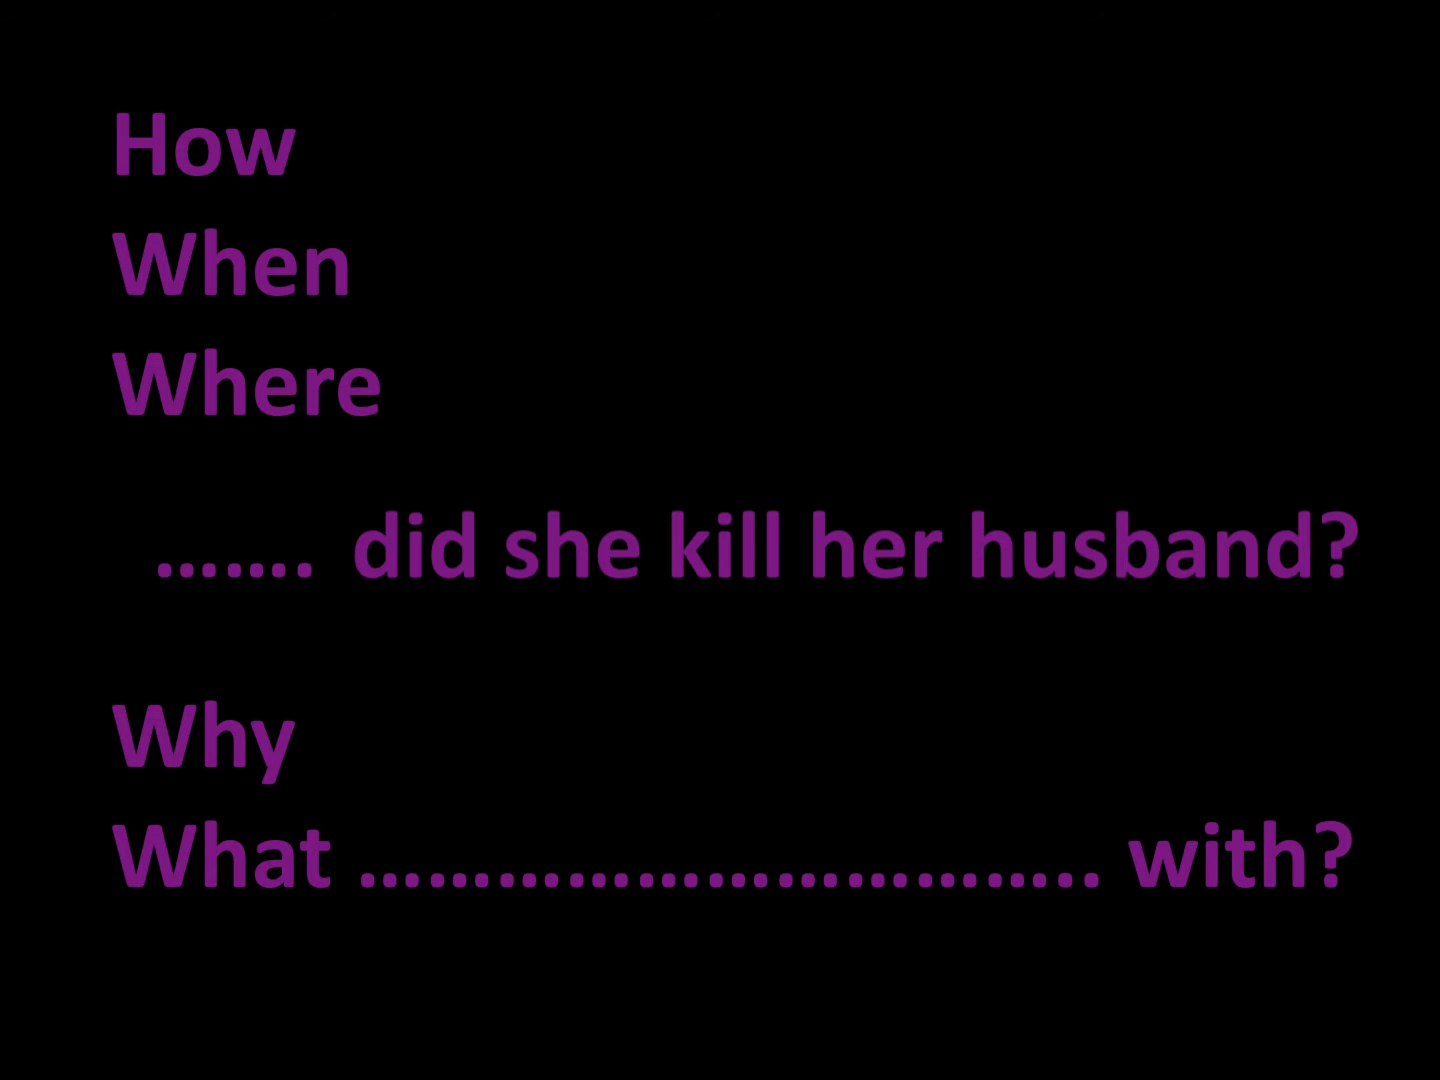 How
When
Where
……. did she kill her husband?
Why
What ………………………….. with?